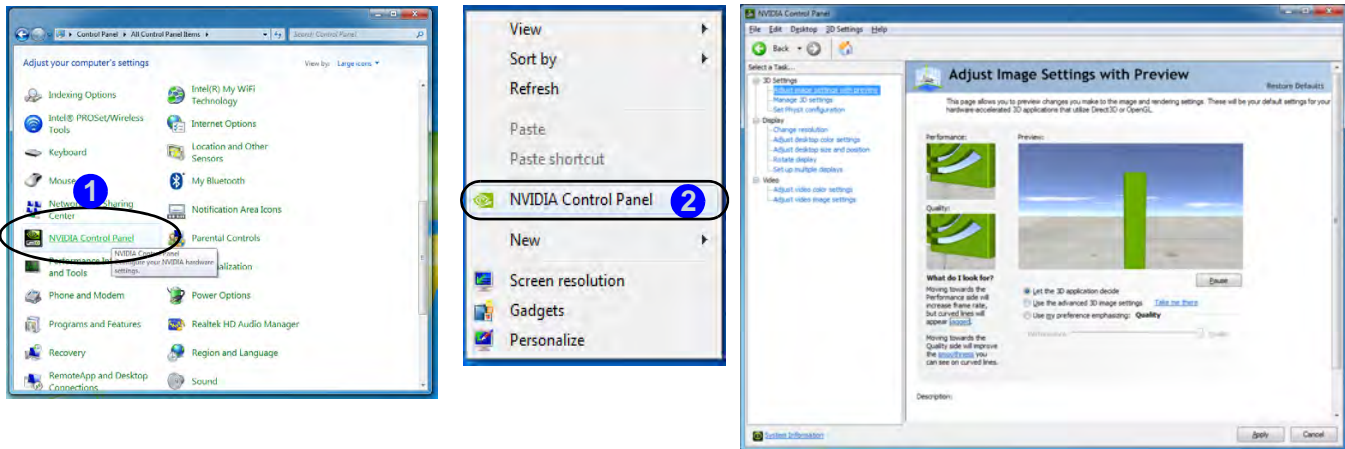 Control Panel ▸ All Control Panel Items ▸
Search Control Panel
Adjust your computer's settings
View by: Large icons
Indexing Options
Intel(R) My WiFi
Technology
Intel® PROSet/Wireless
Tools
Internet Options
Keyboard
Location and Other
Sensors
Mouse
My Bluetooth
1
Sharing
Center
Notification Area Icons
NVIDIA Control Panel
Parental Controls
NVIDIA Control Panel
Configure your NVIDIA hardware
settings.
and Tools
Phone and Modem
Power Options
Programs and Features
Realtek HD Audio Manager
Recovery
Region and Language
RemoteApp and Desktop
Connections
Sound
View
Sort by
Refresh
Paste
Paste shortcut
NVIDIA Control Panel
2
New
Screen resolution
Gadgets
Personalize
NVIDIA Control Panel
File Edit Desktop 3D Settings Help
Back
Select a Task...
3D Settings
Adjust image settings with preview
Manage 3D settings
Set PhysX configuration
Display
Change resolution
Adjust desktop color settings
Adjust desktop size and position
Rotate display
Set up multiple displays
Video
Adjust video color settings
Adjust video image settings
System Information
Adjust Image Settings with Preview
Restore Defaults
This page allows you to preview changes you make to the image and rendering settings. These will be your default settings for your
hardware-accelerated 3D applications that utilize Direct3D or OpenGL.
Performance:
Preview:
Quality:
What do I look for?
Moving towards the
Performance side will
increase frame rate,
but curved lines will
appear jagged.
Moving towards the
Quality side will improve
the smoothness you
can see on curved lines.
Pause
Let the 3D application decide
Use the advanced 3D image settings Take me there
Use my preference emphasizing: Quality
Performance
Quality
Description:
Apply
Cancel